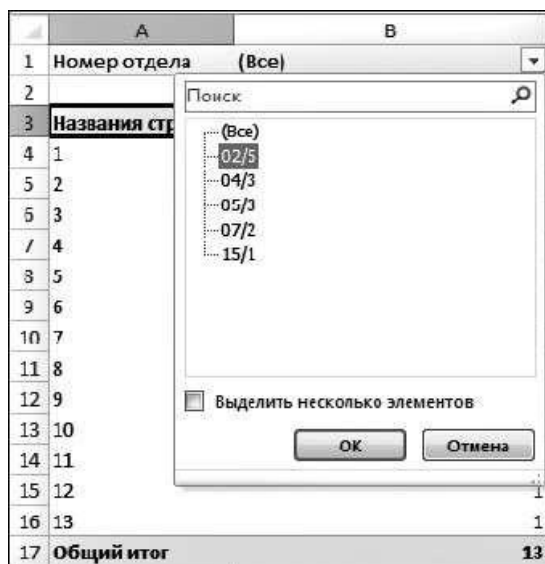 A B
1 Номер отдела (Все)
2 Поиск
3 Названия стр
(Все)
4 1
02/5
5 2
04/3
6 3
05/3
7 4
07/2
8 5
15/1
9 6
10 7
11 8
12 9 Выделить несколько элементов
13 10
OK Отмена
14 11
15 12 1
16 13 1
17 Общий итог 13